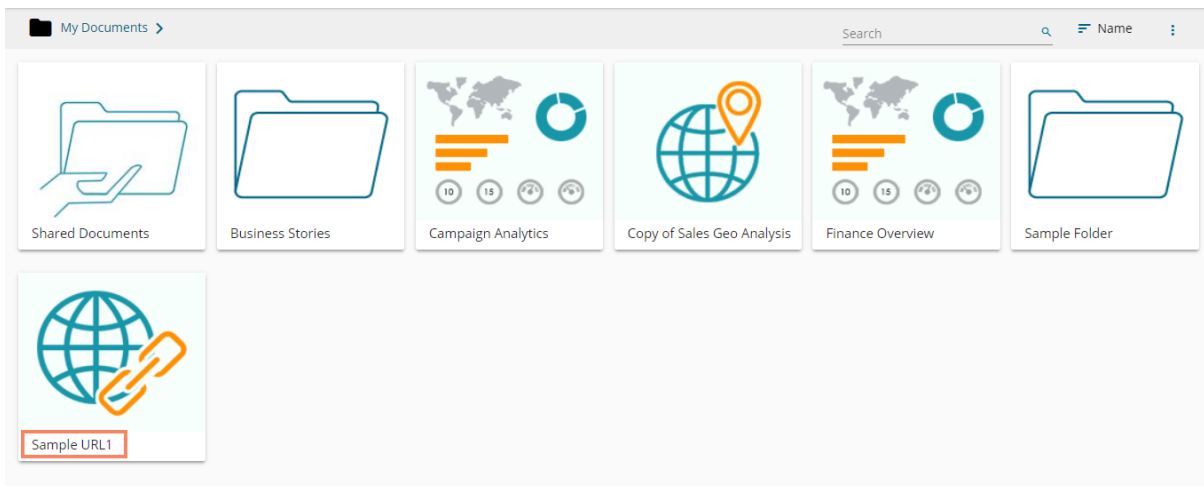 My Documents
Search
Name
10 15
10 15
Shared Documents
Business Stories
Campaign Analytics
Copy of Sales Geo Analysis
Finance Overview
Sample Folder
Sample URL1